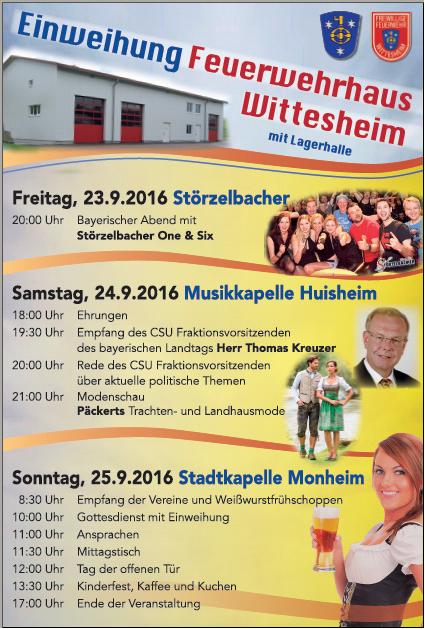 Einweihung Feuerwehrhaus
Wittesheim
mit Lagerhalle
FREIWILLIGE
FEUERWEHR
WITTESHEIM
Freitag, 23.9.2016 Störzelbacher
20:00 Uhr Bayerischer Abend mit
Störzelbacher One & Six
Samstag, 24.9.2016 Musikkapelle Huisheim
18:00 Uhr Ehrungen
19:30 Uhr Empfang des CSU Fraktionsvorsitzenden
des bayerischen Landtags Herr Thomas Kreuzer
20:00 Uhr Rede des CSU Fraktionsvorsitzenden
über aktuelle politische Themen
21:00 Uhr Modenschau
Päckerts Trachten- und Landhausmode
Sonntag, 25.9.2016 Stadtkapelle Monheim
8:30 Uhr Empfang der Vereine und Weißwurstfrühschoppen
10:00 Uhr Gottesdienst mit Einweihung
11:00 Uhr Ansprachen
11:30 Uhr Mittagstisch
12:00 Uhr Tag der offenen Tür
13:30 Uhr Kinderfest, Kaffee und Kuchen
17:00 Uhr Ende der Veranstaltung